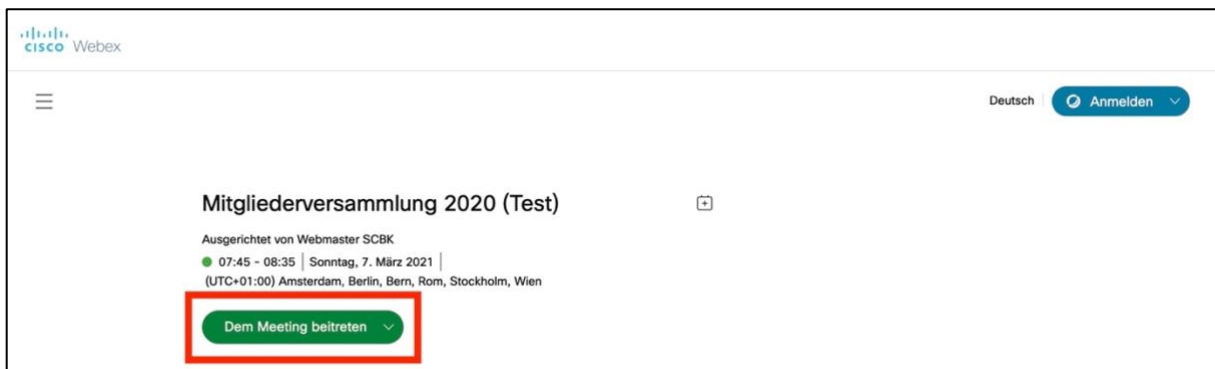 cisco Webex
Deutsch Anmelden
Mitgliederversammlung 2020 (Test)
Ausgerichtet von Webmaster SCBK
07:45 - 08:35 | Sonntag, 7. März 2021 |
(UTC+01:00) Amsterdam, Berlin, Bern, Rom, Stockholm, Wien
Dem Meeting beitreten